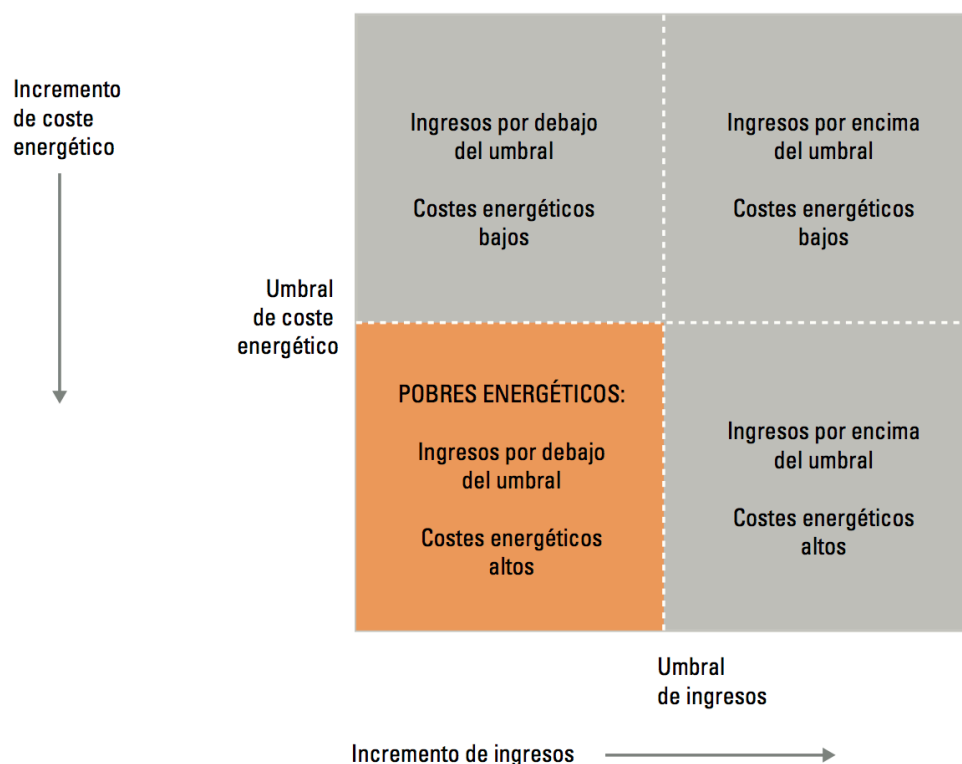 Incremento
de coste
energético
Ingresos por debajo
del umbral
Costes energéticos
bajos
Ingresos por encima
del umbral
Costes energéticos
bajos
Umbral
de coste
energético
POBRES ENERGÉTICOS:
Ingresos por debajo
del umbral
Costes energéticos
altos
Ingresos por encima
del umbral
Costes energéticos
altos
Umbral
de ingresos
Incremento de ingresos